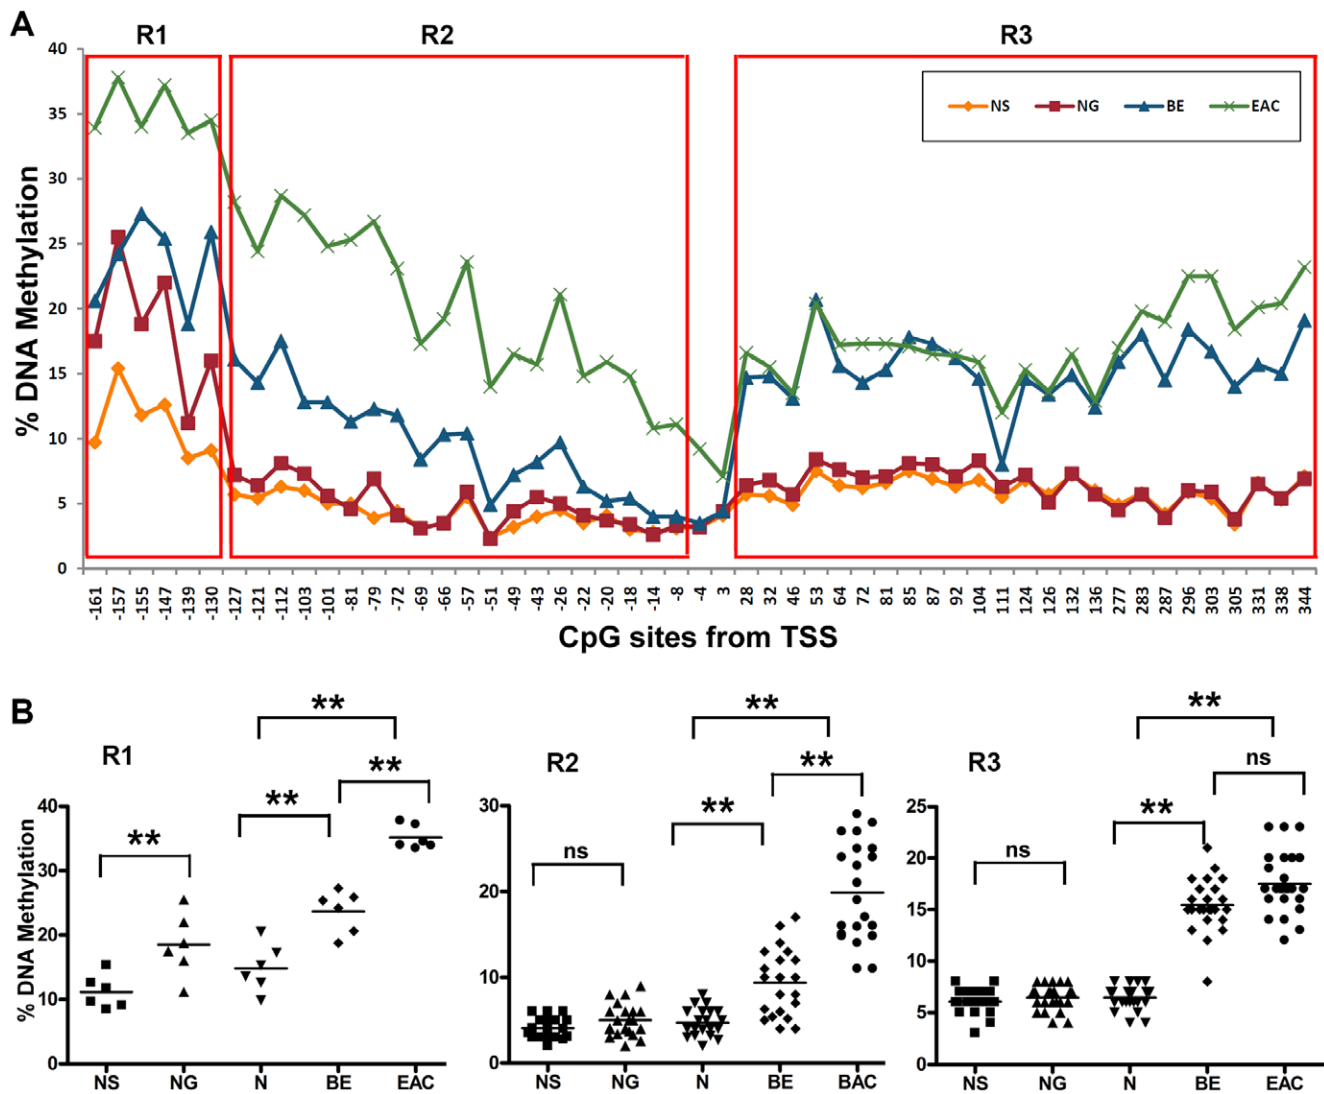 A
R1 R2 R3
NS NG BE EAC
% DNA Methylation
40
35
30
25
20
15
10
5
0
-161 -157 -155 -147 -139 -130 -127 -121 -112 -103 -101 -81 -79 -72 -69 -66 -57 -51 -49 -43 -26 -22 -20 -18 -14 -8 -4 3 28 32 46 53 64 72 81 85 87 92 104 111 124 126 132 136 277 283 287 296 303 305 331 338 344
CpG sites from TSS
B
R1
** ** ** **
% DNA Methylation
40
30
20
10
0
NS NG N BE EAC
R2
ns ** ** **
30
20
10
0
NS NG N BE BAC
R3
ns ** ** ns
25
20
15
10
5
0
NS NG N BE EAC